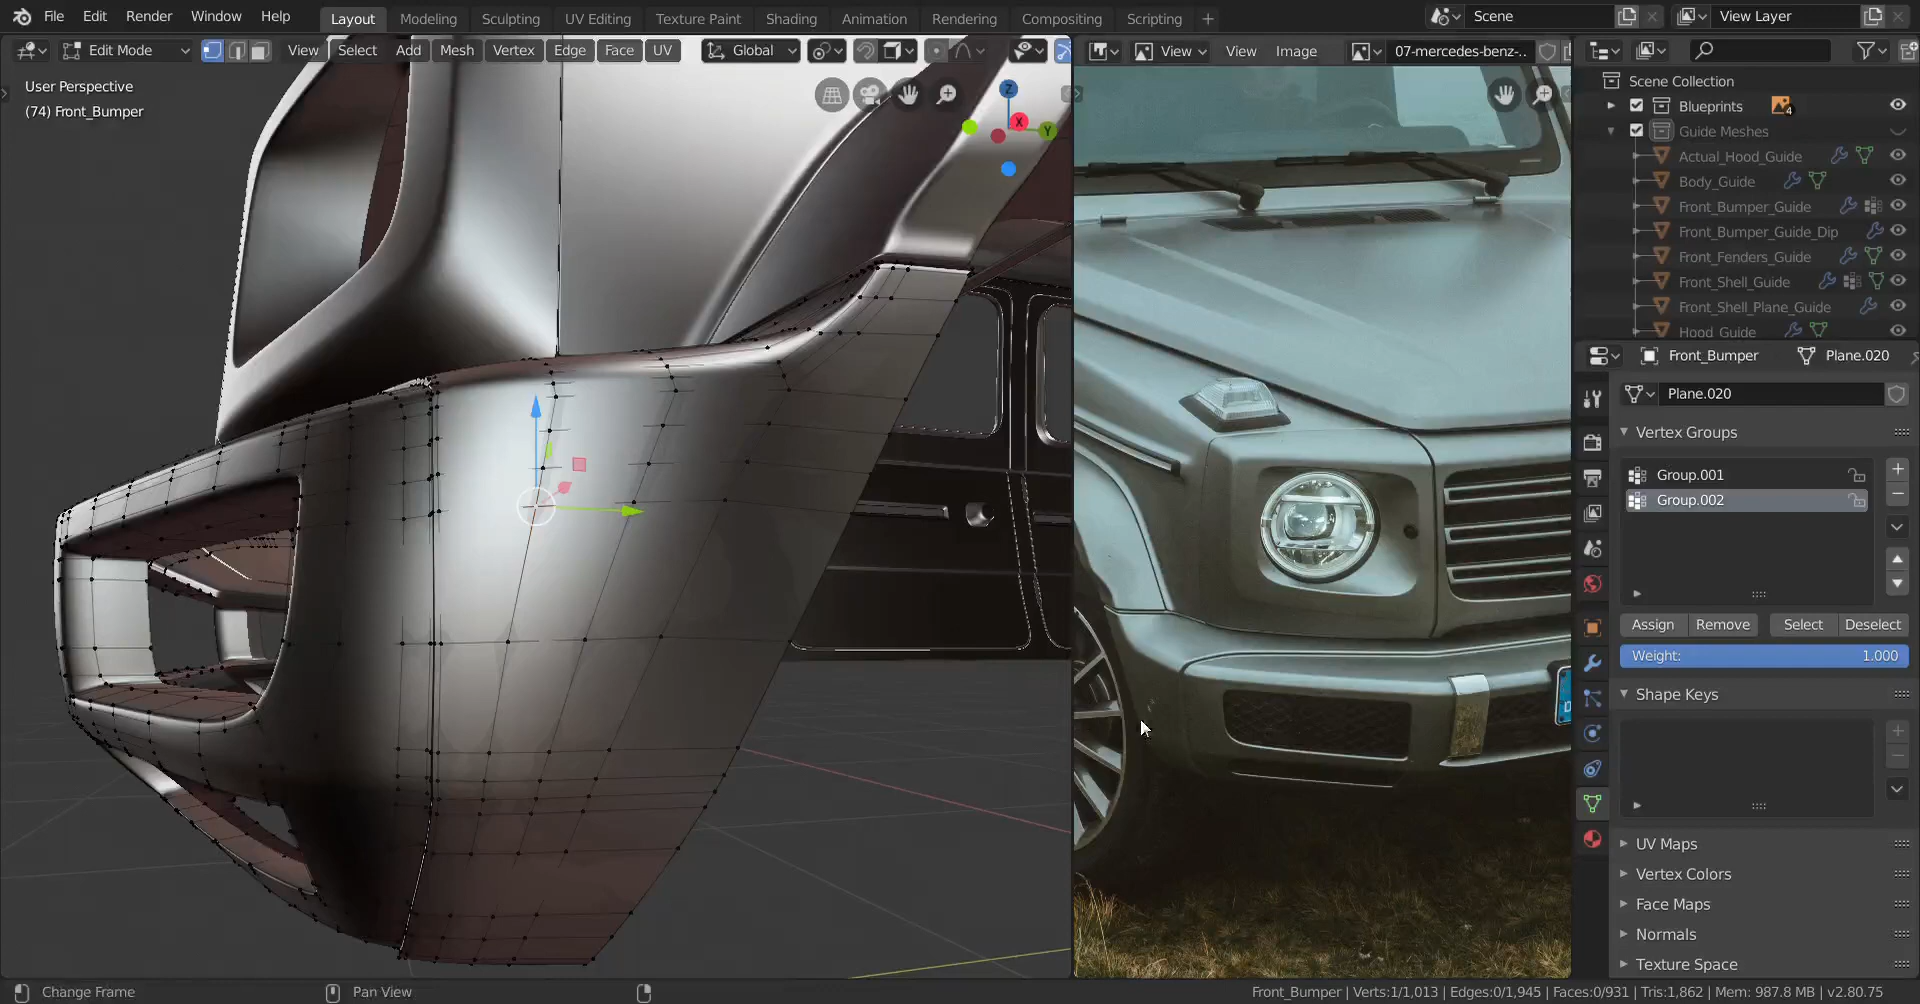 File Edit Render Window Help Layout Modeling Sculpting UV Editing Texture Paint Shading Animation Rendering Compositing Scripting + Scene View Layer
Edit Mode View Select Add Mesh Vertex Edge Face UV Global View View Image 07-mercedes-benz-..
User Perspective
(74) Front_Bumper
Z
X
Y
Scene Collection
Blueprints 4
Guide Meshes
Actual_Hood_Guide
Body_Guide
Front_Bumper_Guide
Front_Bumper_Guide_Dip
Front_Fenders_Guide
Front_Shell_Guide
Front_Shell_Plane_Guide
Hood_Guide
Front_Bumper Plane.020
Plane.020
Vertex Groups
Group.001
Group.002
Assign Remove Select Deselect
Weight: 1.000
Shape Keys
UV Maps
Vertex Colors
Face Maps
Normals
Texture Space
Change Frame Pan View Front_Bumper | Verts:1/1,013 | Edges:0/1,945 | Faces:0/931 | Tris:1,862 | Mem: 987.8 MB | v2.80.75